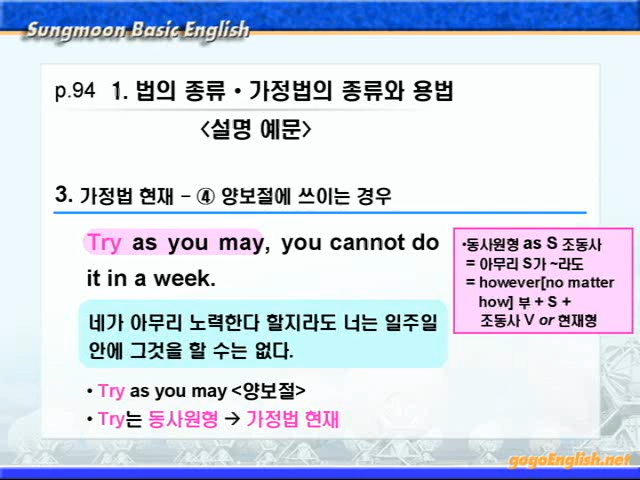 Sungmoon Basic English
p.94 1. 법의 종류 • 가정법의 종류와 용법
<설명 예문>
3. 가정법 현재 – ④ 양보절에 쓰이는 경우
Try as you may, you cannot do
it in a week.
•동사원형 as S 조동사
= 아무리 S가 ~라도
= however[no matter
how] 부 + S +
조동사 V or 현재형
네가 아무리 노력한다 할지라도 너는 일주일
안에 그것을 할 수는 없다.
• Try as you may <양보절>
• Try는 동사원형 → 가정법 현재
gogoEnglish.net